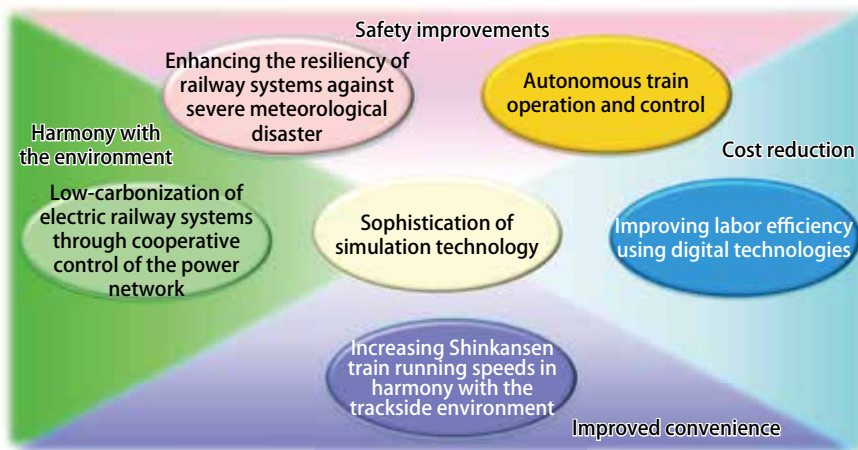 Safety improvements
Enhancing the resiliency of
railway systems against
severe meteorological
disaster
Autonomous train
operation and control
Harmony with
the environment
Cost reduction
Low-carbonization of
electric railway systems
through cooperative
control of the power
network
Sophistication of
simulation technology
Improving labor efficiency
using digital technologies
Increasing Shinkansen
train running speeds in
harmony with the
trackside environment
Improved convenience